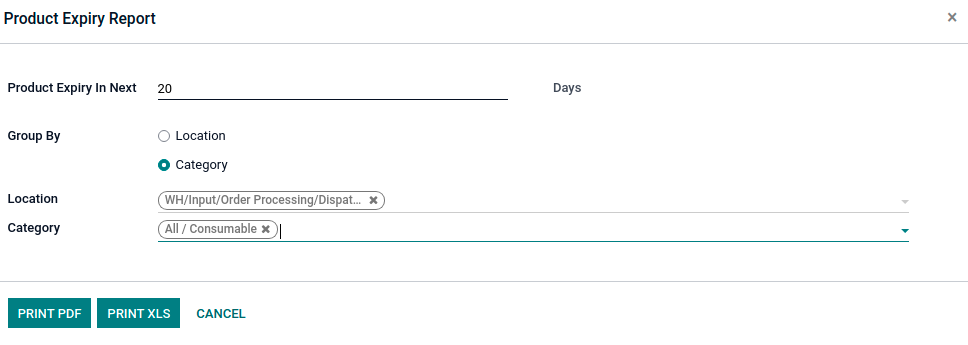 Product Expiry Report ×
Product Expiry In Next 20 Days
Group By Location
Category
Location WH/Input/Order Processing/Dispat... ✖
Category All / Consumable ✖
PRINT PDF PRINT XLS CANCEL